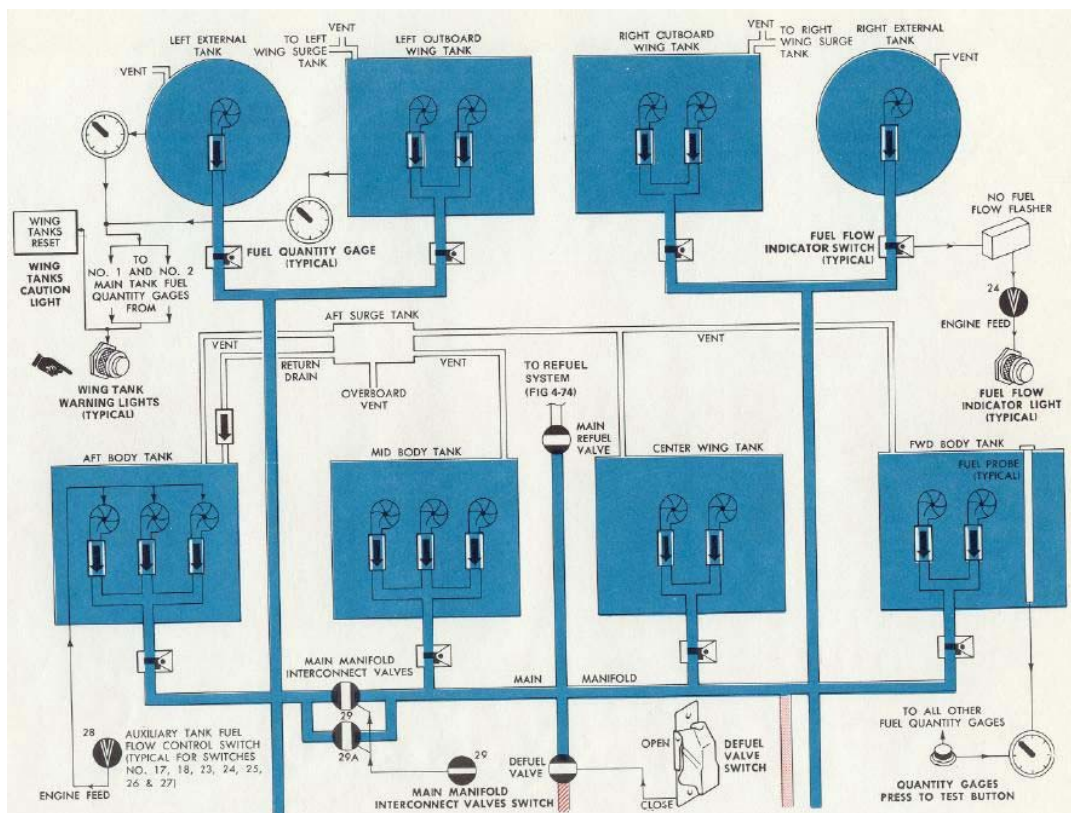 VENT
TO LEFT
WING SURGE
TANK
LEFT EXTERNAL
TANK
VENT
LEFT OUTBOARD
WING TANK
RIGHT OUTBOARD
WING TANK
VENT
TO RIGHT
WING SURGE
TANK
RIGHT EXTERNAL
TANK
VENT
WING
TANKS
RESET
WING
TANKS
CAUTION
LIGHT
TO
NO. 1 AND NO. 2
MAIN TANK FUEL
QUANTITY GAGES
FROM
FUEL QUANTITY GAGE
(TYPICAL)
FUEL FLOW
INDICATOR SWITCH
(TYPICAL)
NO FUEL
FLOW FLASHER
24
ENGINE FEED
FUEL FLOW
INDICATOR LIGHT
(TYPICAL)
WING TANK
WARNING LIGHTS
(TYPICAL)
AFT SURGE TANK
VENT
RETURN
DRAIN
OVERBOARD
VENT
VENT
TO REFUEL
SYSTEM
(FIG 4-74)
MAIN
REFUEL
VALVE
VENT
AFT BODY TANK
MID BODY TANK
CENTER WING TANK
FWD BODY TANK
FUEL PROBE
(TYPICAL)
MAIN MANIFOLD
INTERCONNECT VALVES
29
29A
MAIN MANIFOLD
28
AUXILIARY TANK FUEL
FLOW CONTROL SWITCH
(TYPICAL FOR SWITCHES
NO. 17, 18, 23, 24, 25,
26 & 27)
ENGINE FEED
29
MAIN MANIFOLD
INTERCONNECT VALVES SWITCH
DEFUEL
VALVE
OPEN
CLOSE
DEFUEL
VALVE
SWITCH
TO ALL OTHER
FUEL QUANTITY GAGES
QUANTITY GAGES
PRESS TO TEST BUTTON